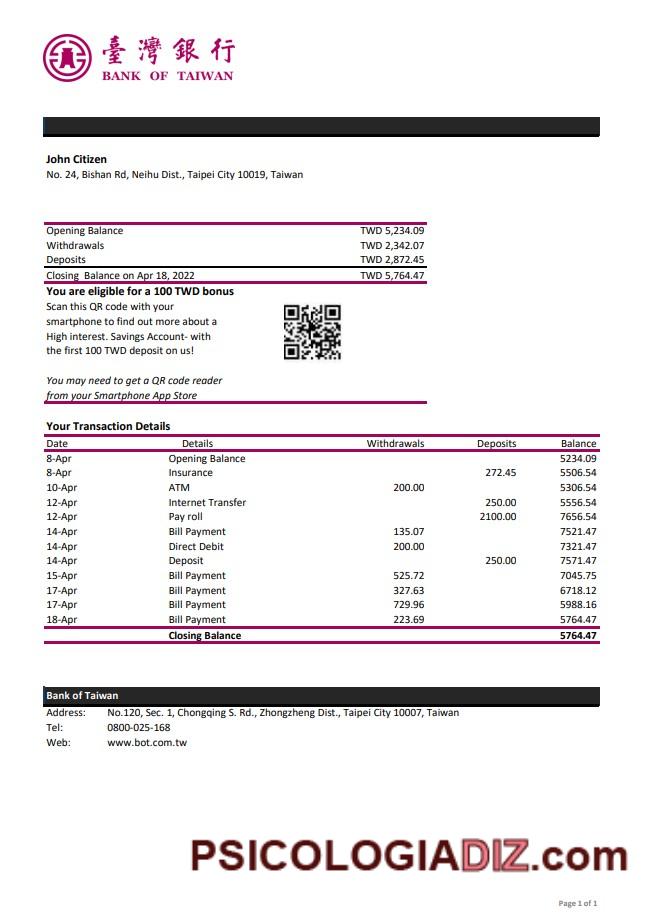 臺灣銀行
BANK OF TAIWAN
John Citizen
No. 24, Bishan Rd, Neihu Dist., Taipei City 10019, Taiwan
Opening Balance TWD 5,234.09
Withdrawals TWD 2,342.07
Deposits TWD 2,872.45
Closing Balance on Apr 18, 2022 TWD 5,764.47
You are eligible for a 100 TWD bonus
Scan this QR code with your
smartphone to find out more about a
High interest. Savings Account- with
the first 100 TWD deposit on us!
You may need to get a QR code reader
from your Smartphone App Store
Your Transaction Details
Date Details Withdrawals Deposits Balance
8-Apr Opening Balance 5234.09
8-Apr Insurance 272.45 5506.54
10-Apr ATM 200.00 5306.54
12-Apr Internet Transfer 250.00 5556.54
12-Apr Pay roll 2100.00 7656.54
14-Apr Bill Payment 135.07 7521.47
14-Apr Direct Debit 200.00 7321.47
14-Apr Deposit 250.00 7571.47
15-Apr Bill Payment 525.72 7045.75
17-Apr Bill Payment 327.63 6718.12
17-Apr Bill Payment 729.96 5988.16
18-Apr Bill Payment 223.69 5764.47
Closing Balance 5764.47
Bank of Taiwan
Address: No.120, Sec. 1, Chongqing S. Rd., Zhongzheng Dist., Taipei City 10007, Taiwan
Tel: 0800-025-168
Web: www.bot.com.tw
PSICOLOGIADIZ.com
Page 1 of 1